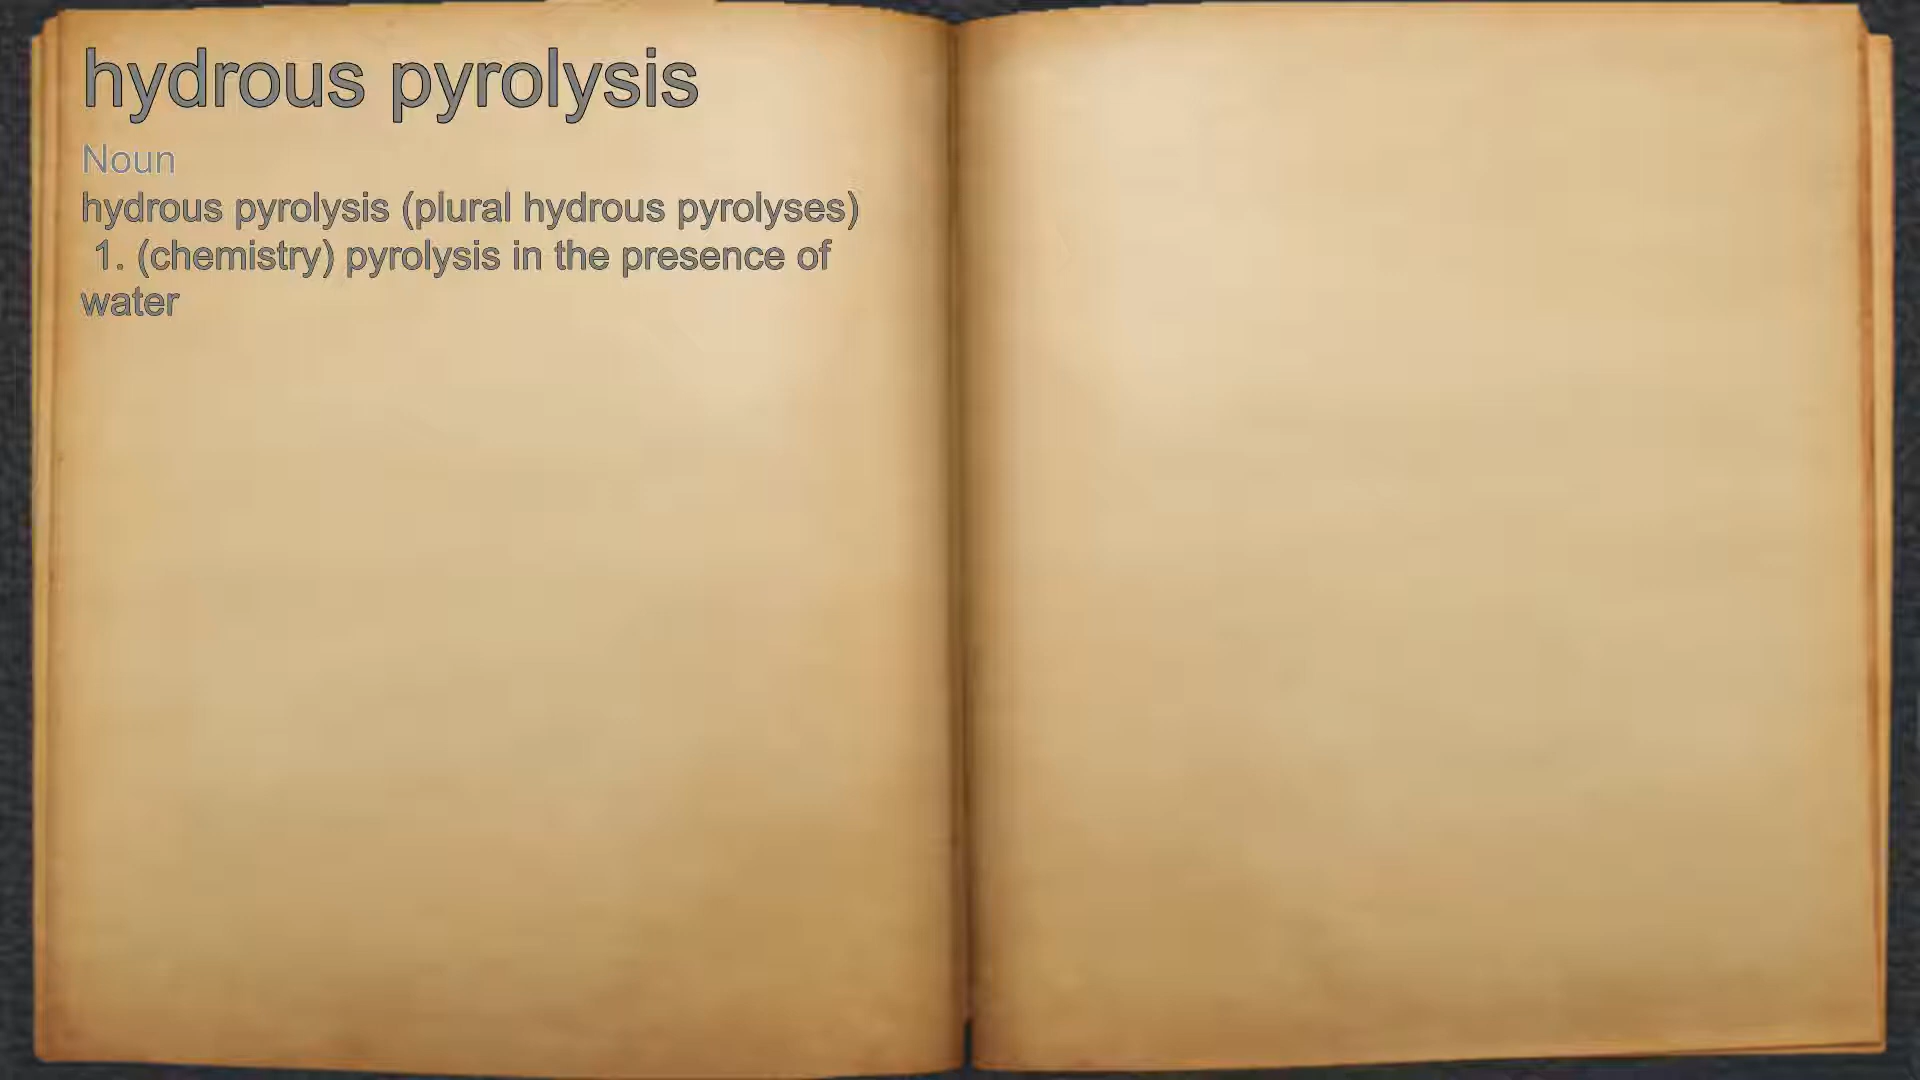 hydrous pyrolysis
Noun
hydrous pyrolysis (plural hydrous pyrolyses)
1. (chemistry) pyrolysis in the presence of
water